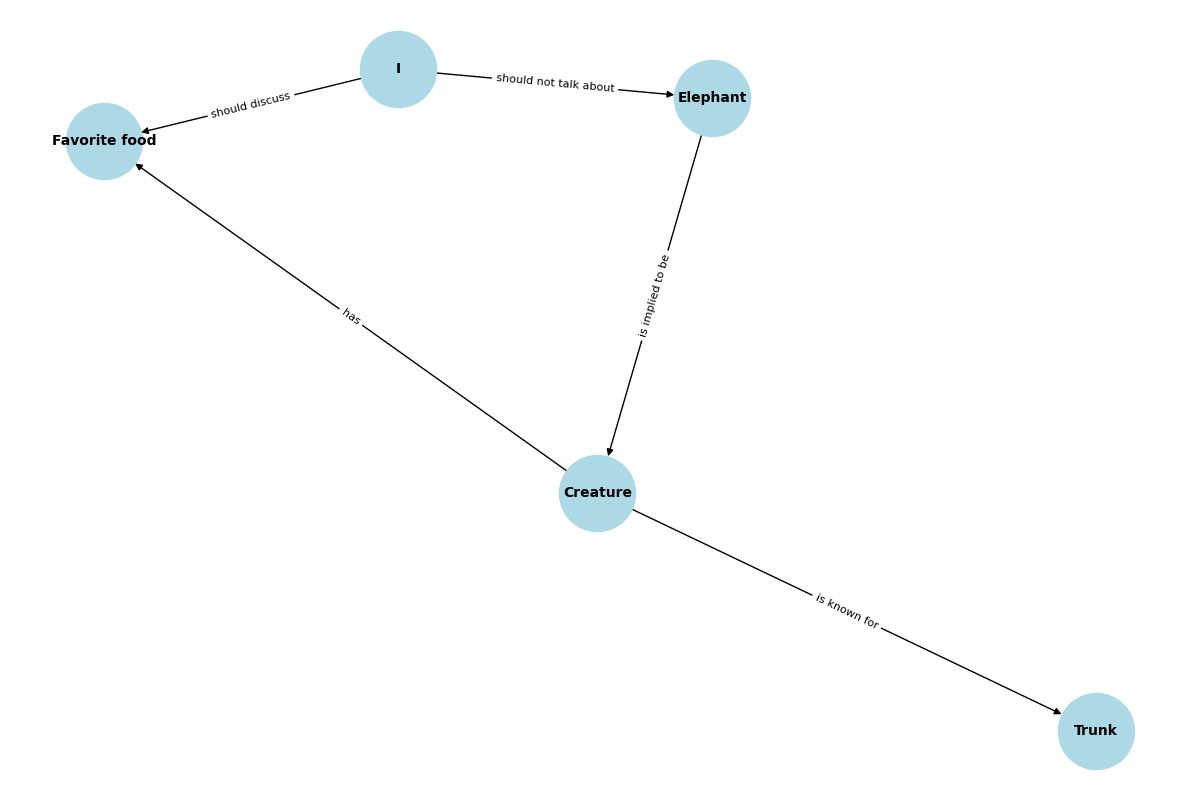 I
should not talk about
Elephant
should discuss
Favorite food
is implied to be
has
Creature
is known for
Trunk